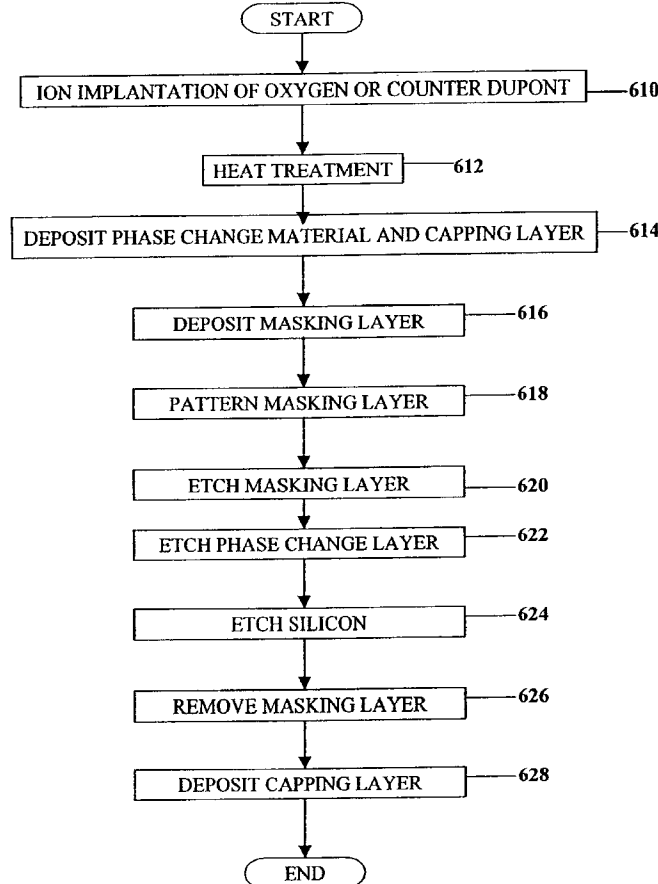 START
ION IMPLANTATION OF OXYGEN OR COUNTER DUPONT 610
HEAT TREATMENT 612
DEPOSIT PHASE CHANGE MATERIAL AND CAPPING LAYER 614
DEPOSIT MASKING LAYER 616
PATTERN MASKING LAYER 618
ETCH MASKING LAYER 620
ETCH PHASE CHANGE LAYER 622
ETCH SILICON 624
REMOVE MASKING LAYER 626
DEPOSIT CAPPING LAYER 628
END